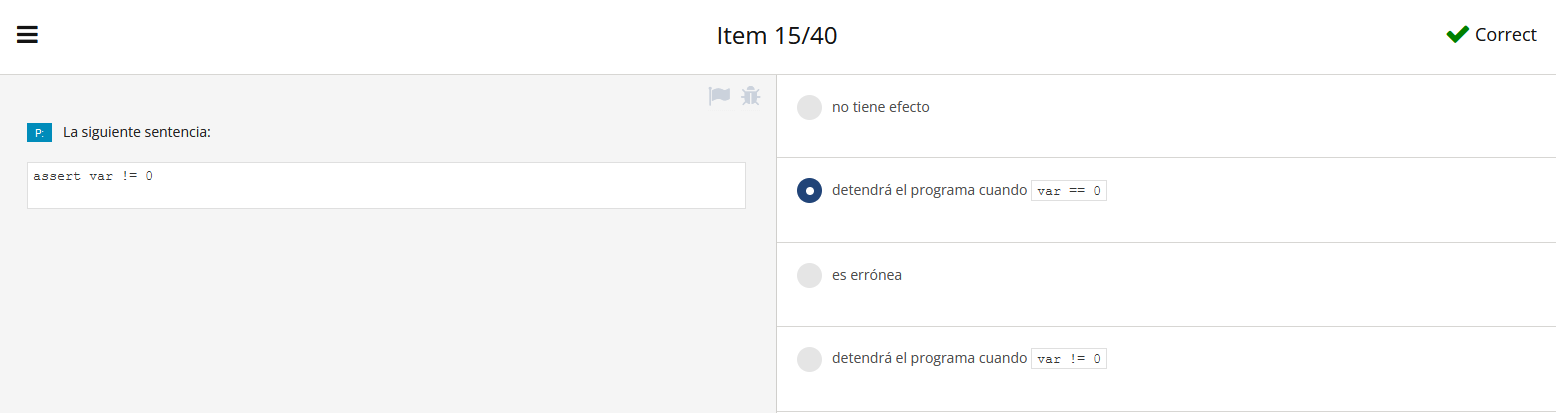 Item 15/40
Correct
P: La siguiente sentencia:
assert var != 0
no tiene efecto
detendrá el programa cuando var == 0
es errónea
detendrá el programa cuando var != 0